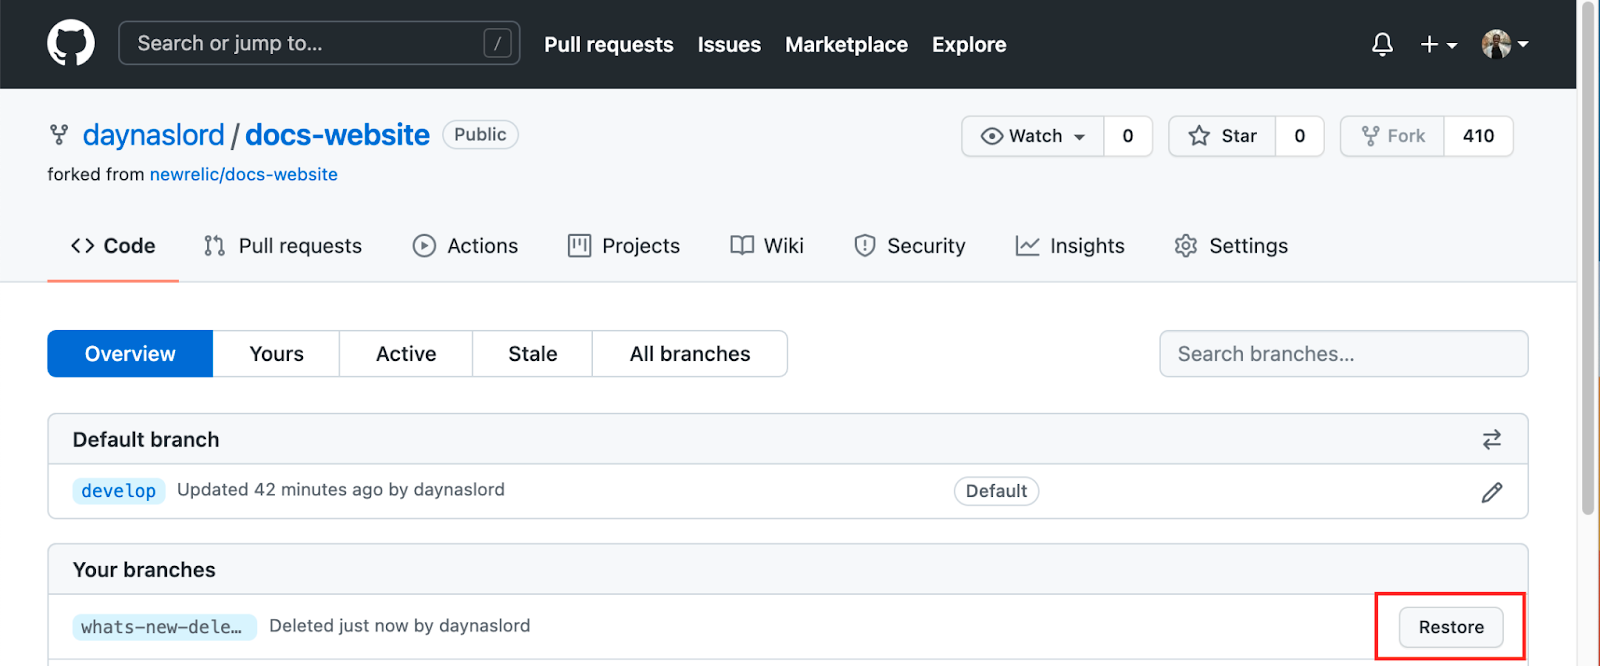 Search or jump to... / Pull requests Issues Marketplace Explore
daynaslord / docs-website Public Watch 0 Star 0 Fork 410
forked from newrelic/docs-website
Code Pull requests Actions Projects Wiki Security Insights Settings
Overview Yours Active Stale All branches Search branches...
Default branch
develop Updated 42 minutes ago by daynaslord Default
Your branches
whats-new-dele... Deleted just now by daynaslord Restore